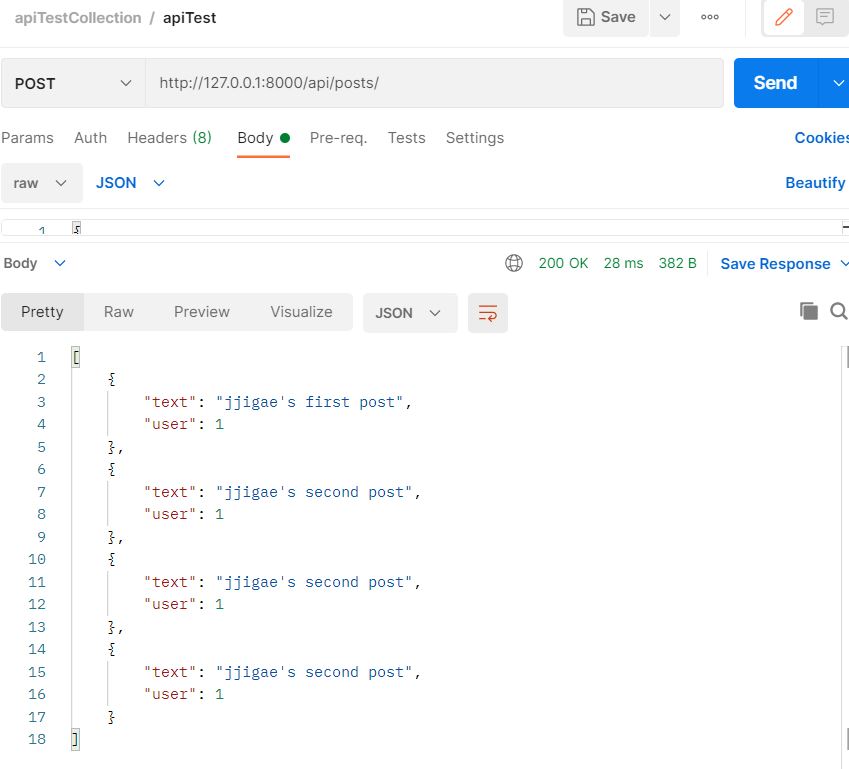 apiTestCollection / apiTest Save ooo
POST http://127.0.0.1:8000/api/posts/ Send
Params Auth Headers (8) Body Pre-req. Tests Settings Cookies
raw JSON Beautify
1 {
Body 200 OK 28 ms 382 B Save Response
Pretty Raw Preview Visualize JSON
1 [
2 {
3 "text": "jjigae's first post",
4 "user": 1
5 },
6 {
7 "text": "jjigae's second post",
8 "user": 1
9 },
10 {
11 "text": "jjigae's second post",
12 "user": 1
13 },
14 {
15 "text": "jjigae's second post",
16 "user": 1
17 }
18 ]